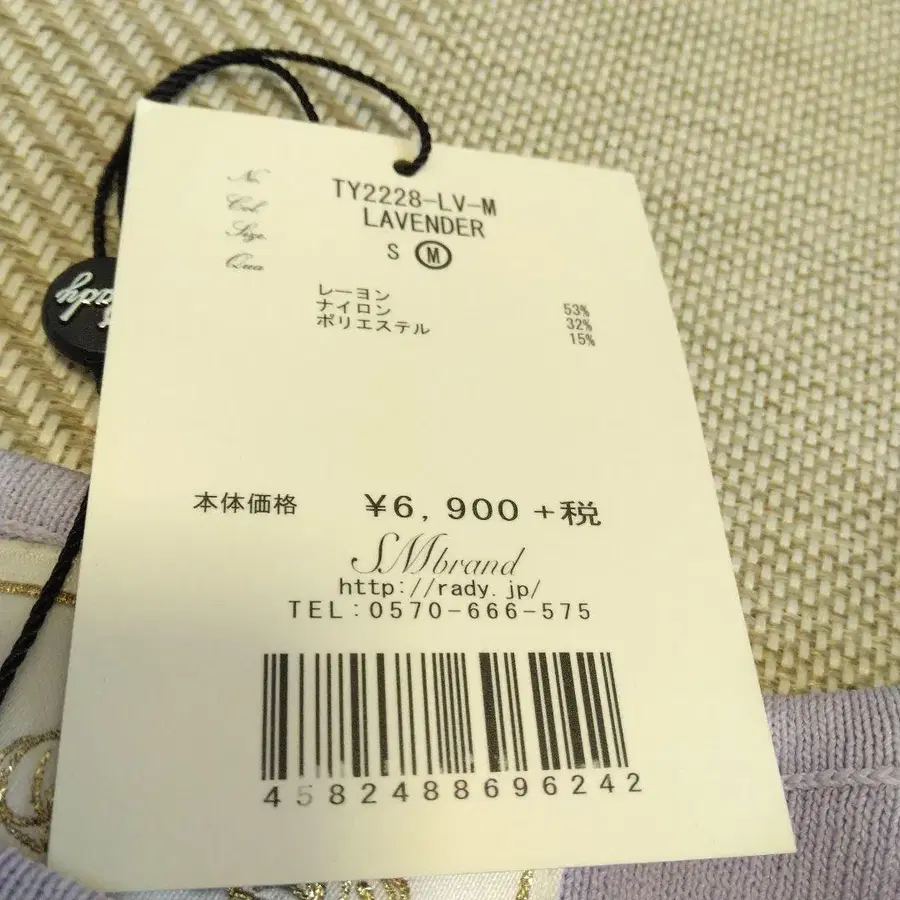 No.
TY2228-LV-M
Col.
LAVENDER
Size.
S M
Qua
レーヨン 53%
ナイロン 32%
ポリエステル 15%
本体価格 ¥6,900 +税
SMbrand
http://rady.jp/
TEL:0570-666-575
4582488696242
ady